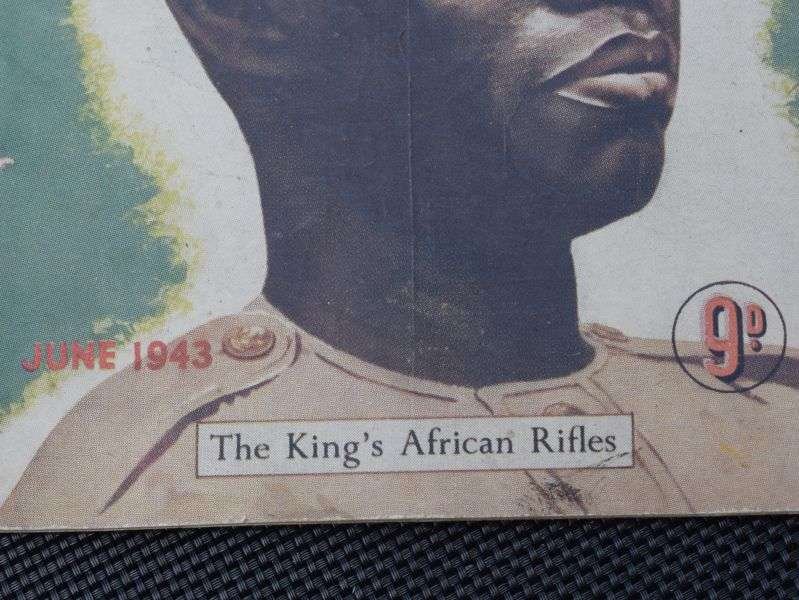 JUNE 1943
9D.
The King's African Rifles